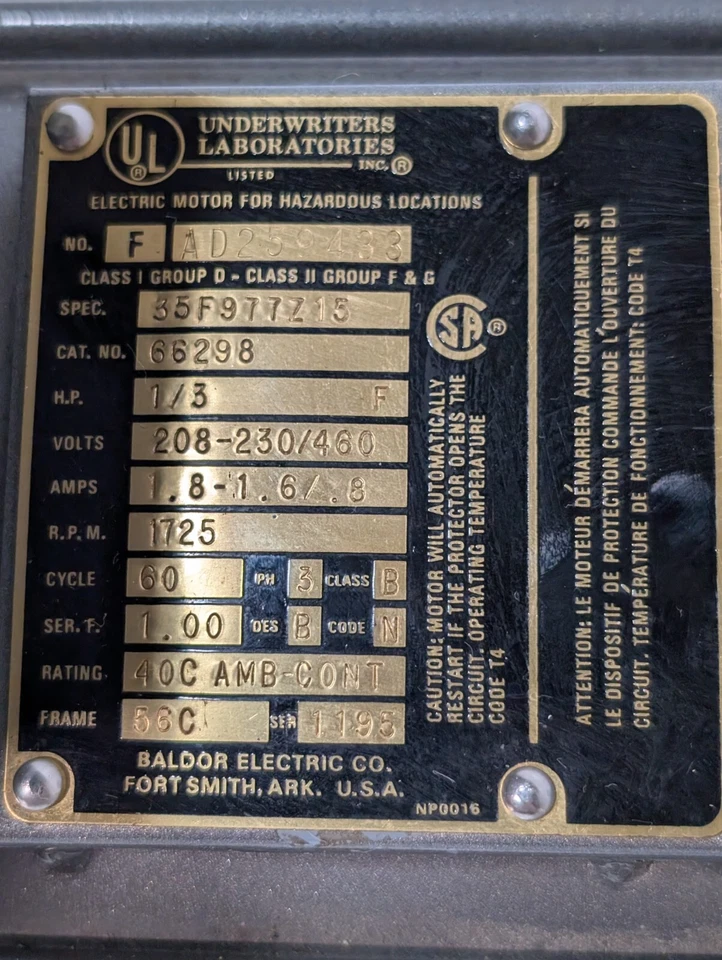 UL ®
UNDERWRITERS
LABORATORIES
INC.®
LISTED
ELECTRIC MOTOR FOR HAZARDOUS LOCATIONS
NO. F
CLASS I GROUP D - CLASS II GROUP F & G
SPEC. 35F977Z15
CAT. NO. 66298
H.P. 1/3 F
VOLTS 208-230/460
AMPS 1.8-1.6/.8
R.P.M. 1725
CYCLE 60 PH 3 CLASS B
SER. F. 1.00 DES B CODE N
RATING 40C AMB-CONT
FRAME 56C SER 1195
BALDOR ELECTRIC CO.
FORT SMITH, ARK. U.S.A.
NP0016
SA ®
CAUTION: MOTOR WILL AUTOMATICALLY
RESTART IF THE PROTECTOR OPENS THE
CIRCUIT. OPERATING TEMPERATURE
CODE T4
ATTENTION: LE MOTEUR DÉMARRERA AUTOMATIQUEMENT SI
LE DISPOSITIF DE PROTECTION COMMANDE L'OUVERTURE DU
CIRCUIT. TEMPÉRATURE DE FONCTIONNEMENT: CODE T4